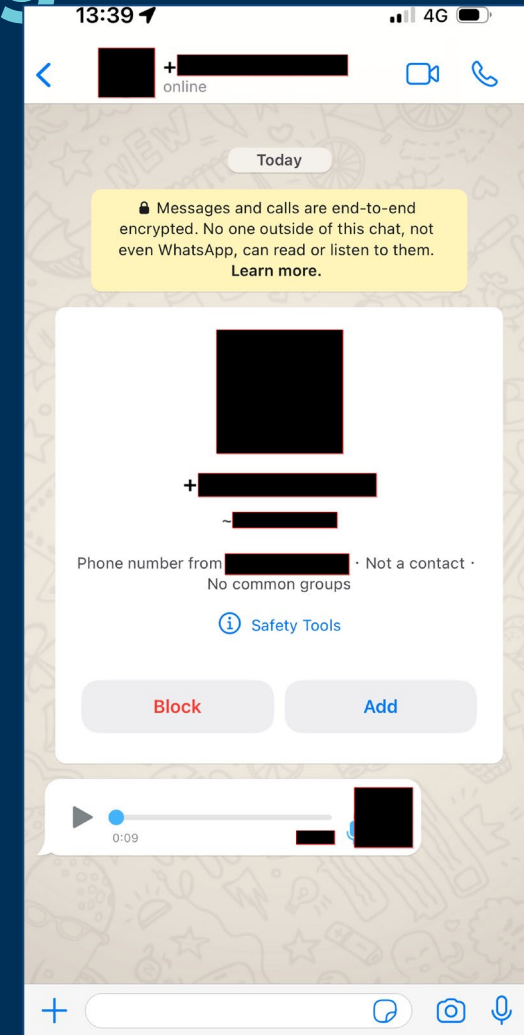 13:39
4G
+
online
Today
Messages and calls are end-to-end
encrypted. No one outside of this chat, not
even WhatsApp, can read or listen to them.
Learn more.
+
~
Phone number from · Not a contact ·
No common groups
Safety Tools
Block Add
0:09